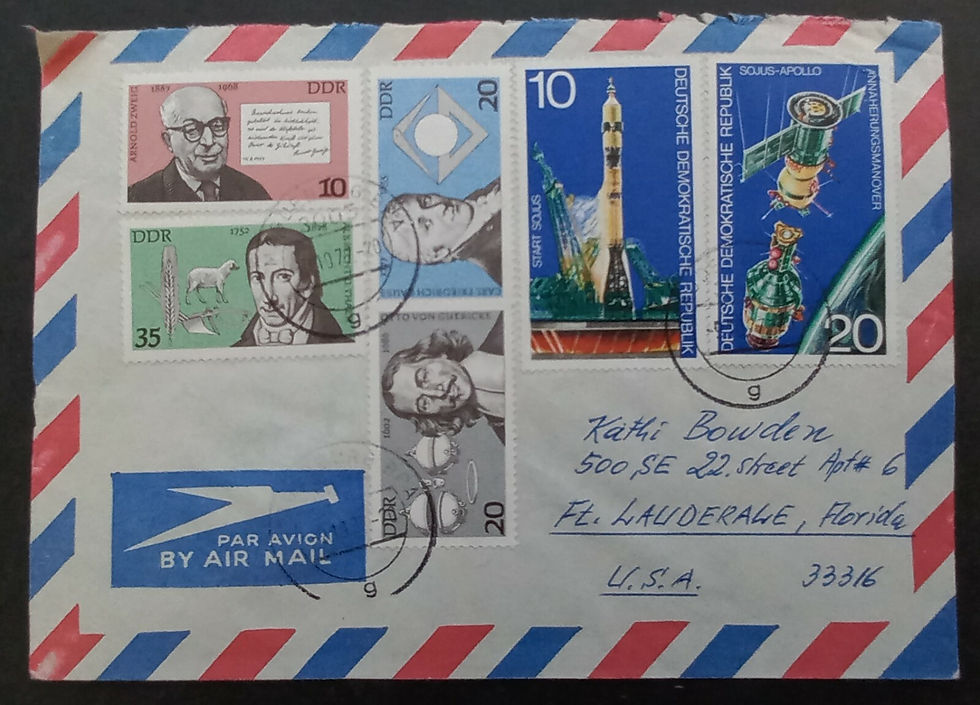 ARNOLD ZWEIG
1887 1968
DDR
10
DDR
1752
35
DDR
20
CARL FRIEDRICH GAUSS
OTTO VON GUERICKE
1602 1686
DDR
20
10
START SOJUS
DEUTSCHE DEMOKRATISCHE REPUBLIK
SOJUS-APOLLO
ANNÄHERUNGSMANÖVER
DEUTSCHE DEMOKRATISCHE REPUBLIK
20
g
g
g
PAR AVION
BY AIR MAIL
Kathi Bowden
500 SE 22. street Apt# 6
Ft. LAUDERALE, Florida
U.S.A. 33316